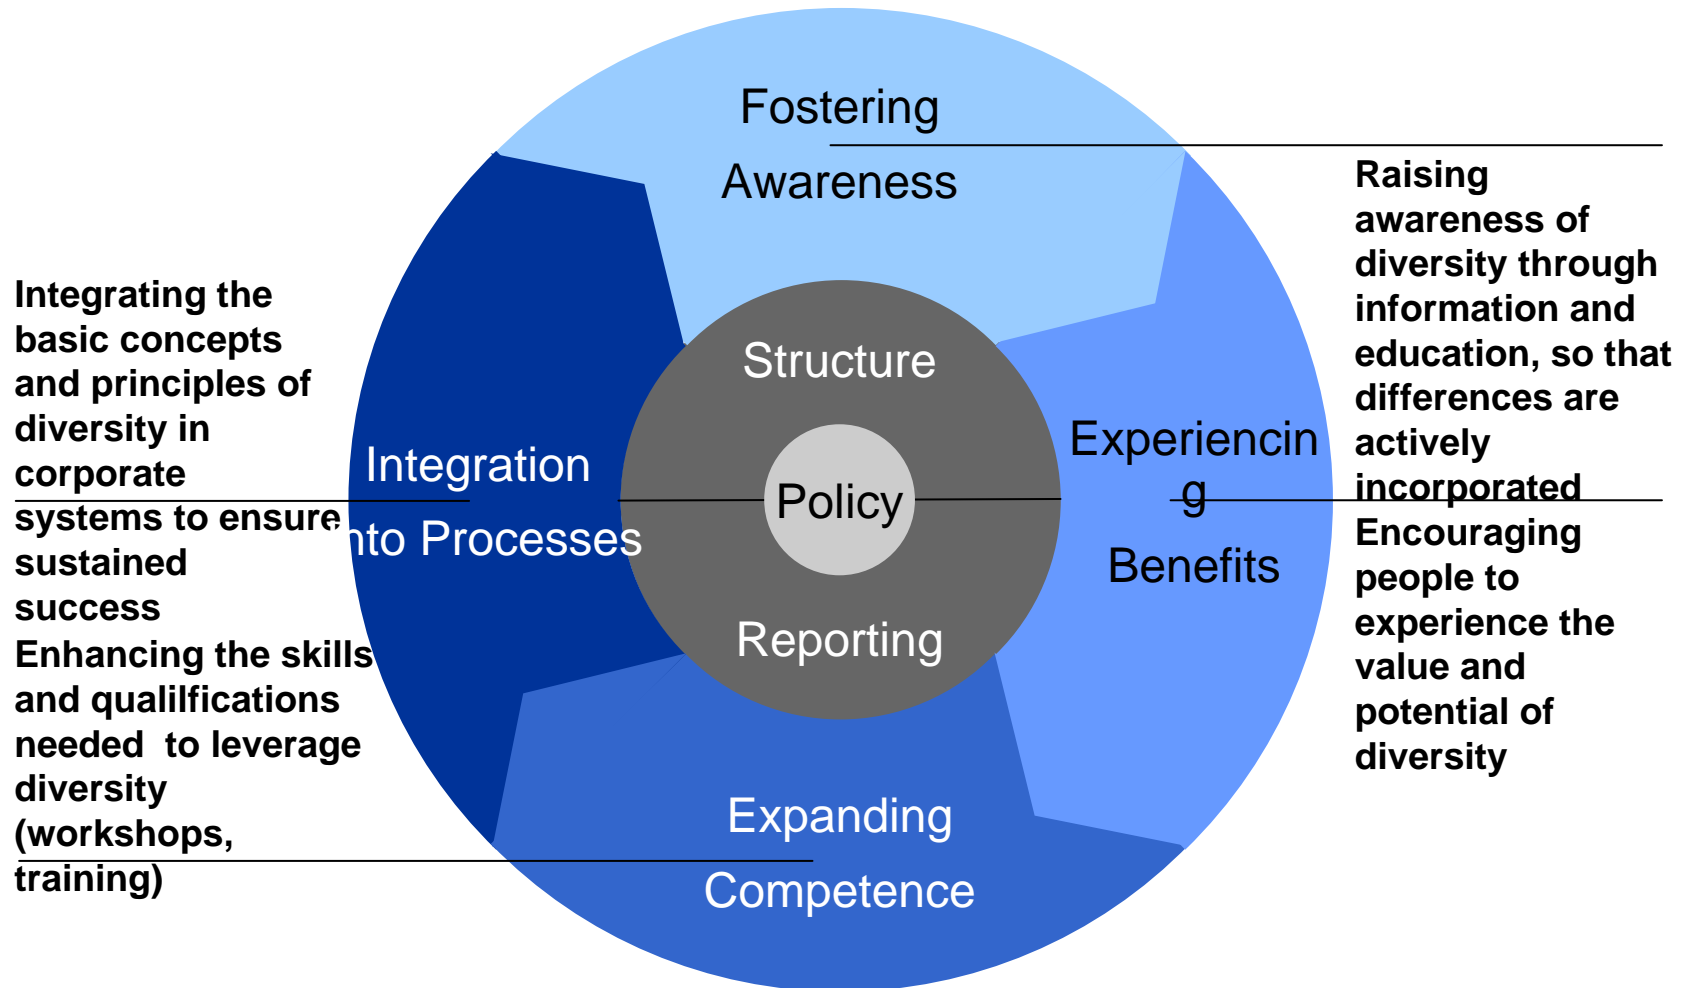 Fostering
Awareness
Raising
awareness of
diversity through
information and
education, so that
differences are
actively
incorporated
Integrating the
basic concepts
and principles of
diversity in
corporate
systems to ensure
sustained
success
Integration
into Processes
Structure
Policy
Reporting
Experiencin
g
Benefits
Encouraging
people to
experience the
value and
potential of
diversity
Enhancing the skills
and qualilfications
needed  to leverage
diversity
(workshops,
training)
Expanding
Competence